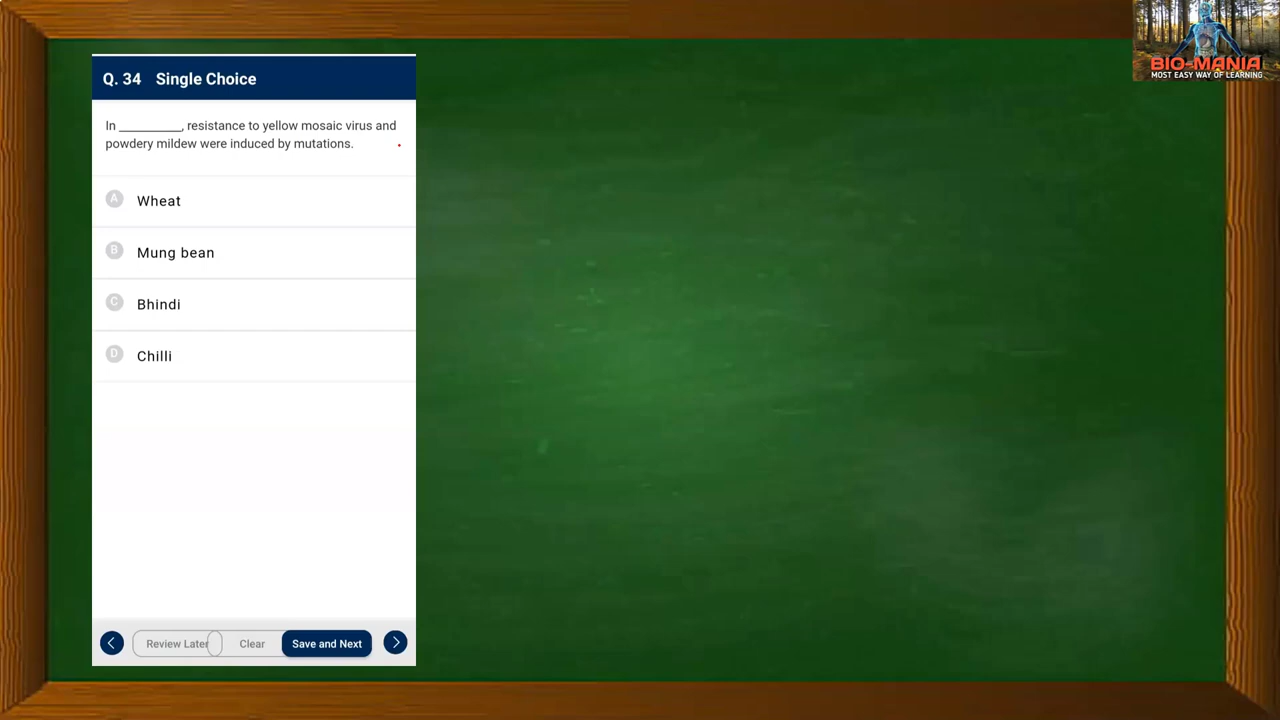 BIO-MANIA
MOST EASY WAY OF LEARNING
Q. 34 Single Choice
In __________, resistance to yellow mosaic virus and
powdery mildew were induced by mutations.
A Wheat
B Mung bean
C Bhindi
D Chilli
Review Later Clear Save and Next